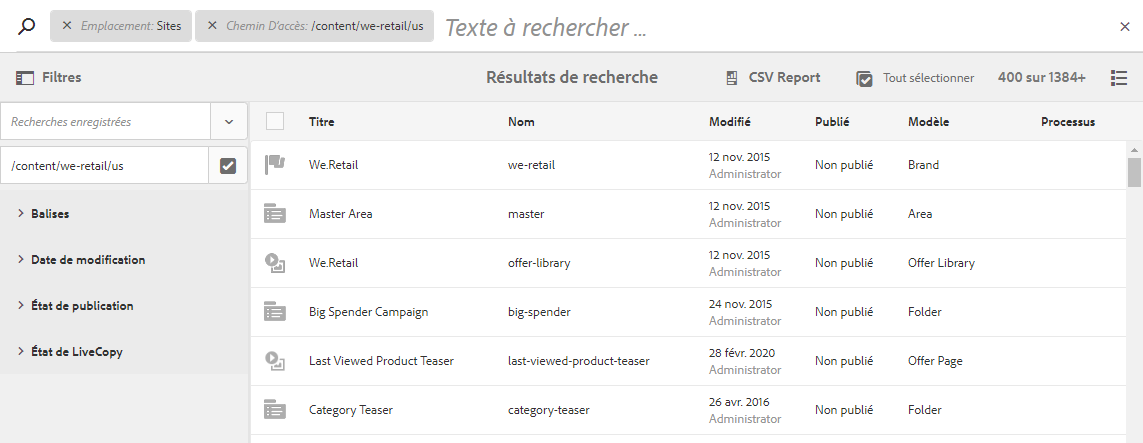 Emplacement: Sites Chemin D'accès: /content/we-retail/us Texte à rechercher ...
Filtres Résultats de recherche CSV Report Tout sélectionner 400 sur 1384+
Recherches enregistrées
/content/we-retail/us
Balises
Date de modification
État de publication
État de LiveCopy
Titre Nom Modifié Publié Modèle Processus
We.Retail we-retail 12 nov. 2015 Non publié Brand
Administrator
Master Area master 12 nov. 2015 Non publié Area
Administrator
We.Retail offer-library 12 nov. 2015 Non publié Offer Library
Administrator
Big Spender Campaign big-spender 24 nov. 2015 Non publié Folder
Administrator
Last Viewed Product Teaser last-viewed-product-teaser 28 févr. 2020 Non publié Offer Page
Administrator
Category Teaser category-teaser 26 avr. 2016 Non publié Folder
Administrator